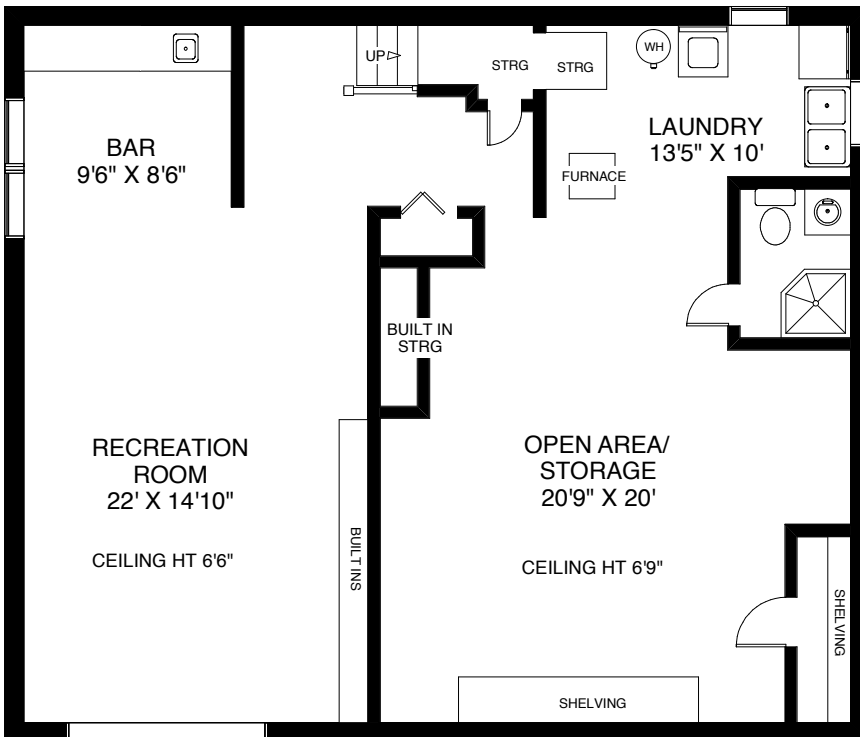 UP
STRG
STRG
WH
BAR
9'6" X 8'6"
LAUNDRY
13'5" X 10'
FURNACE
BUILT IN
STRG
RECREATION
ROOM
22' X 14'10"
CEILING HT 6'6"
BUILT INS
OPEN AREA/
STORAGE
20'9" X 20'
CEILING HT 6'9"
SHELVING
SHELVING